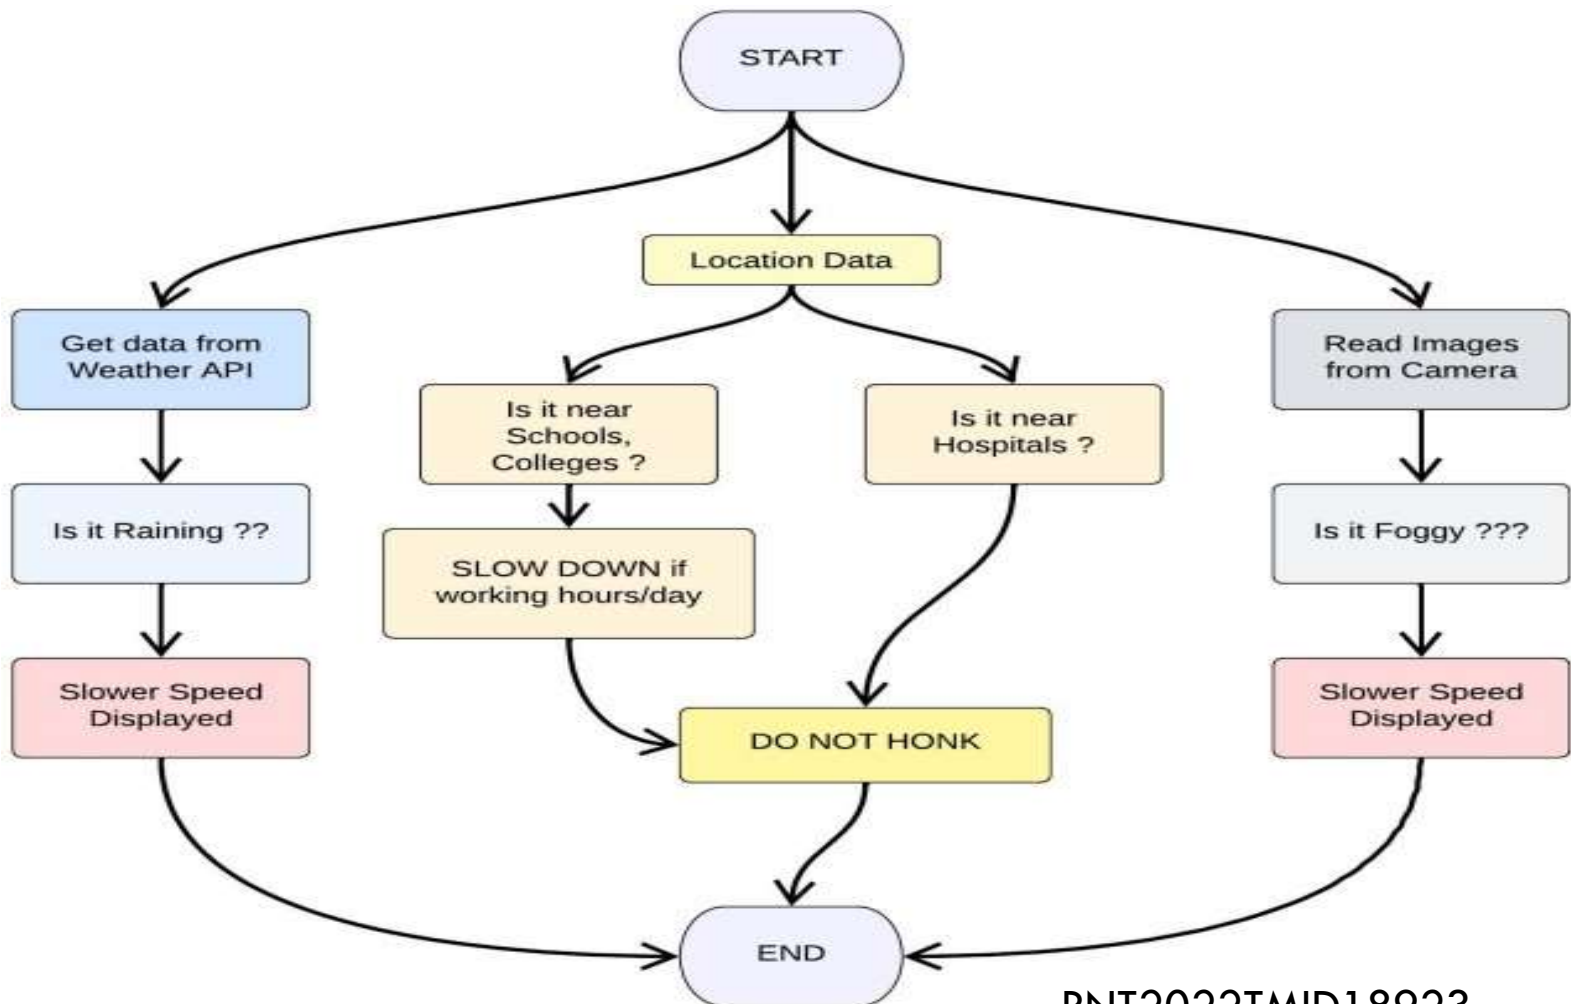 START
Location Data
Get data from
Weather API
Is it near
Schools,
Colleges ?
Is it near
Hospitals ?
Read Images
from Camera
Is it Raining ??
SLOW DOWN if
working hours/day
Is it Foggy ???
Slower Speed
Displayed
DO NOT HONK
Slower Speed
Displayed
END